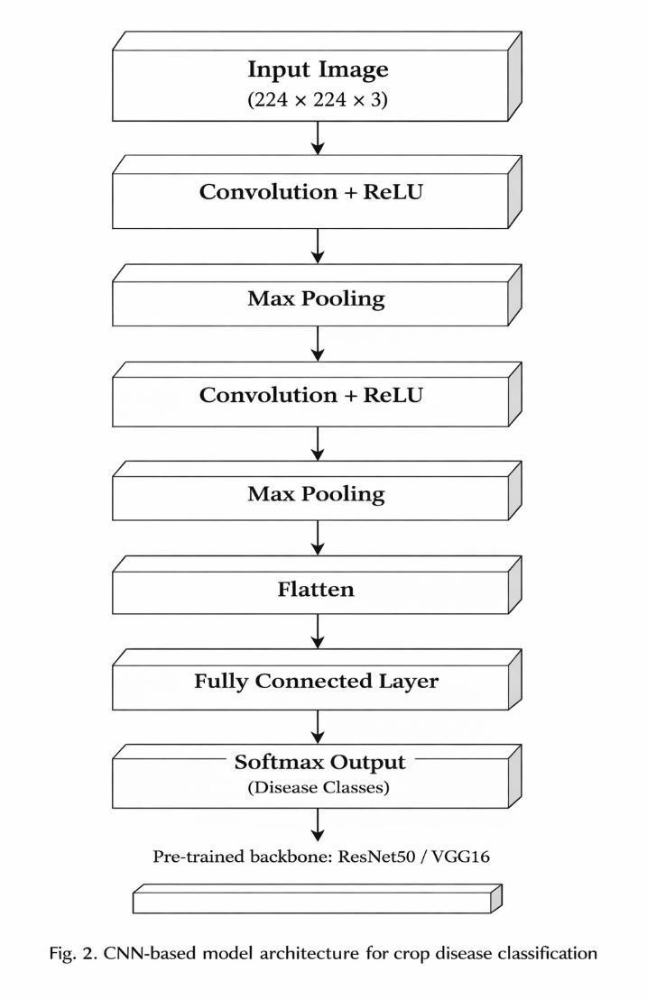 Input Image
(224 × 224 × 3)
Convolution + ReLU
Max Pooling
Convolution + ReLU
Max Pooling
Flatten
Fully Connected Layer
Softmax Output
(Disease Classes)
Pre-trained backbone: ResNet50 / VGG16
Fig. 2. CNN-based model architecture for crop disease classification